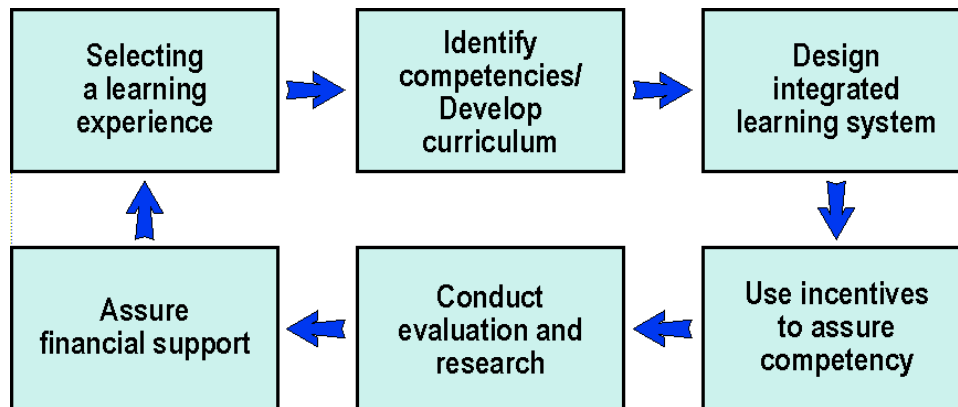 Selecting
a learning
experience
Identify
competencies/
Develop
curriculum
Design
integrated
learning system
Use incentives
to assure
competency
Conduct
evaluation and
research
Assure
financial support